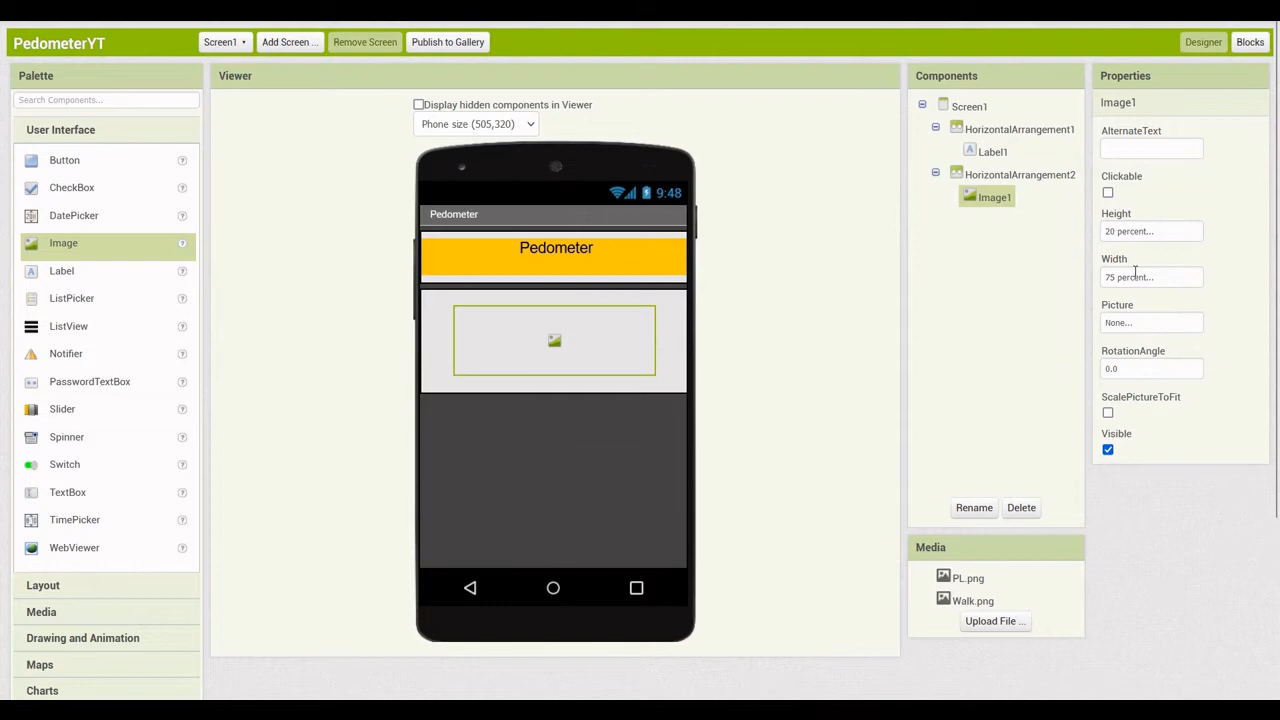 PedometerYT
Screen1
Add Screen ...
Remove Screen
Publish to Gallery
Designer
Blocks
Palette
Search Components...
User Interface
Button
CheckBox
DatePicker
Image
Label
ListPicker
ListView
Notifier
PasswordTextBox
Slider
Spinner
Switch
TextBox
TimePicker
WebViewer
Layout
Media
Drawing and Animation
Maps
Charts
Viewer
Display hidden components in Viewer
Phone size (505,320)
9:48
Pedometer
Pedometer
Components
Screen1
HorizontalArrangement1
A Label1
HorizontalArrangement2
Image1
Rename
Delete
Media
PL.png
Walk.png
Upload File ...
Properties
Image1
AlternateText
Clickable
Height
20 percent...
Width
75 percent...
Picture
None...
RotationAngle
0.0
ScalePictureToFit
Visible